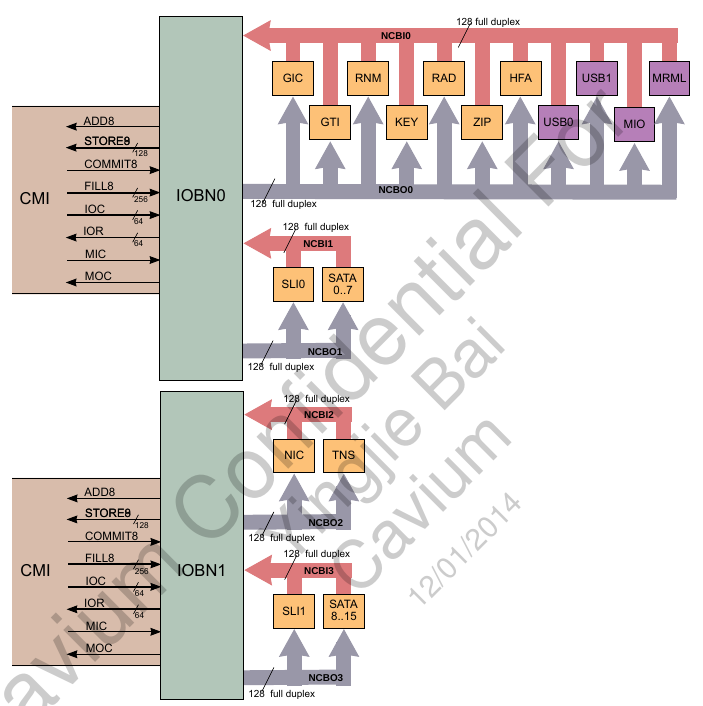 128 full duplex
NCBI0
GIC
RNM
RAD
HFA
USB1
MRML
GTI
KEY
ZIP
USB0
MIO
NCBO0
128 full duplex
CMI
ADD8
STORE8
128
COMMIT8
FILL8
256
IOC
64
IOR
64
MIC
MOC
IOBN0
128 full duplex
NCBI1
SLI0
SATA
0..7
NCBO1
128 full duplex
128 full duplex
NCBI2
NIC
TNS
NCBO2
128 full duplex
CMI
ADD8
STORE8
128
COMMIT8
FILL8
256
IOC
64
IOR
64
MIC
MOC
IOBN1
128 full duplex
NCBI3
SLI1
SATA
8..15
NCBO3
128 full duplex
avium Confidential For
Yingjie Bai
Cavium
12/01/2014